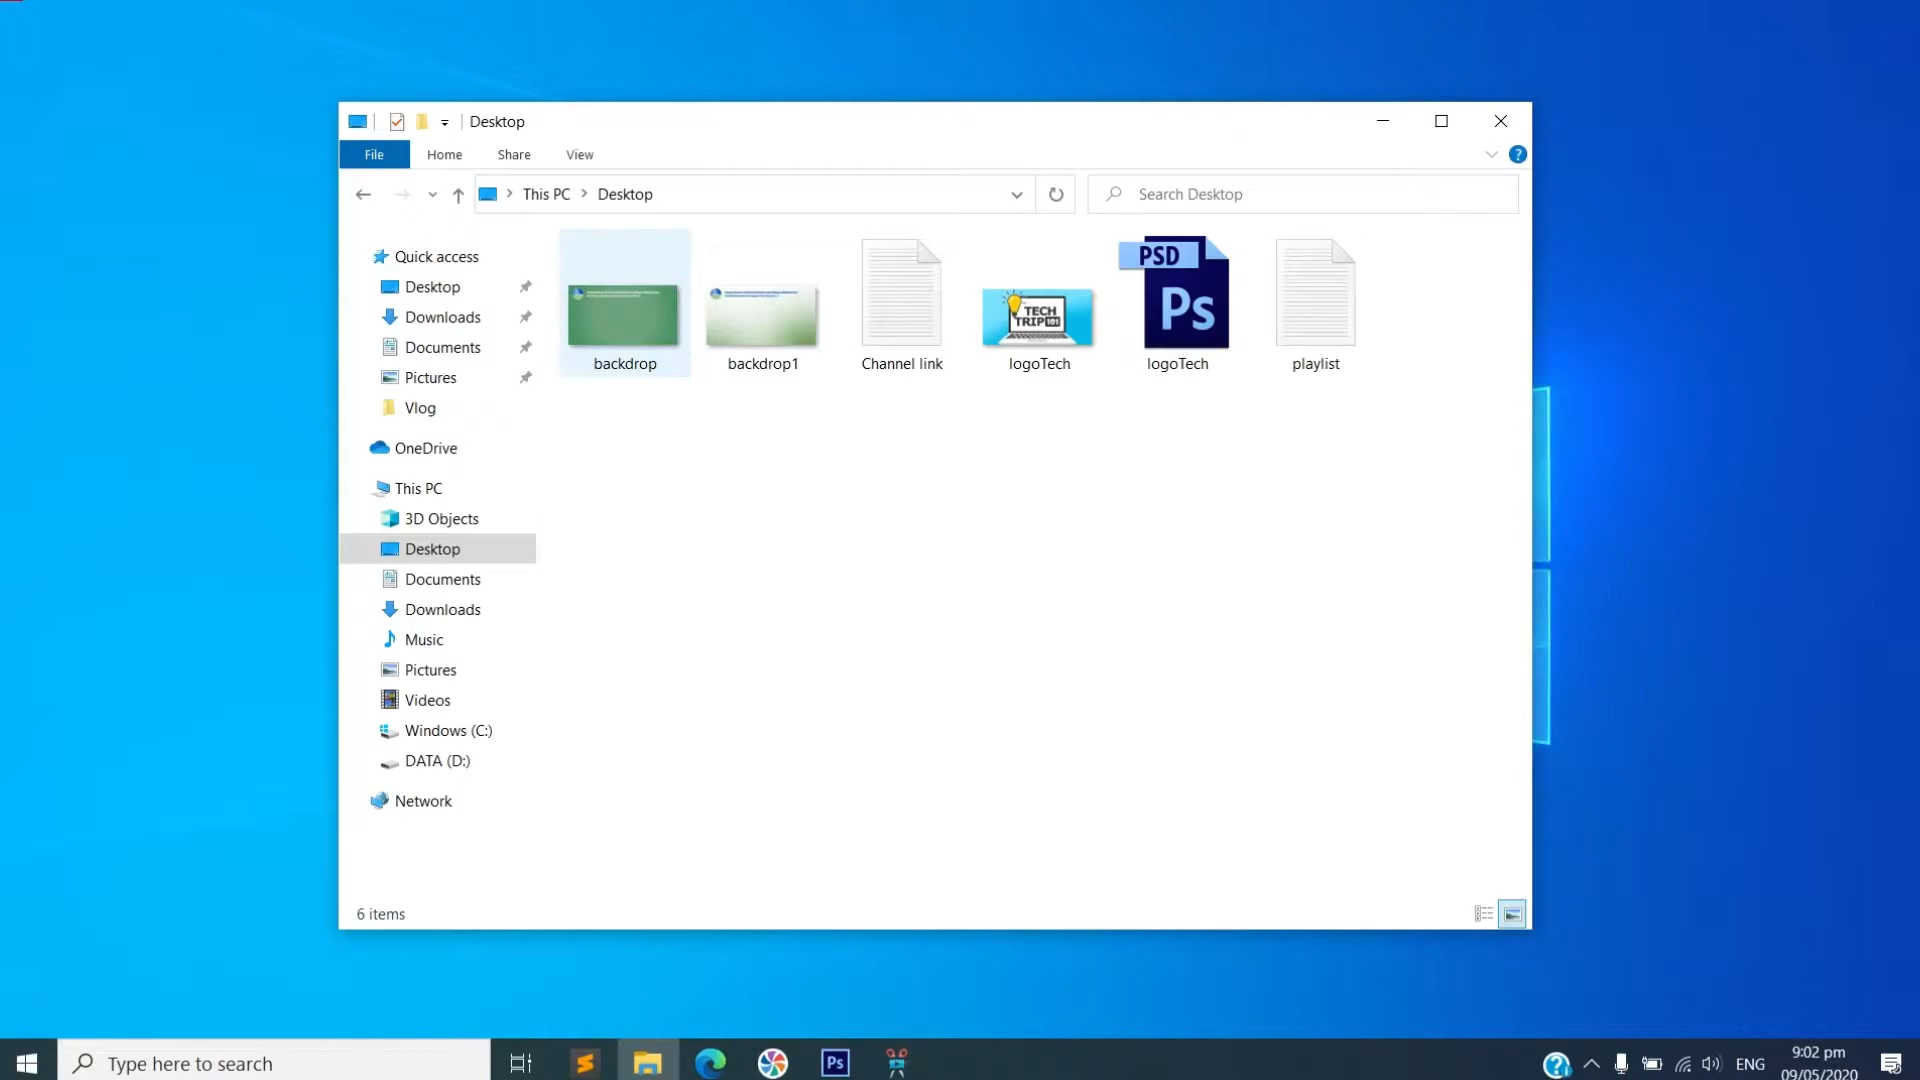 Desktop
File Home Share View
This PC Desktop
Search Desktop
Quick access
Desktop
Downloads
Documents
Pictures
Vlog
OneDrive
This PC
3D Objects
Desktop
Documents
Downloads
Music
Pictures
Videos
Windows (C:)
DATA (D:)
Network
TECH
TRIP 101
PSD
Ps
backdrop backdrop1 Channel link logoTech logoTech playlist
6 items
Type here to search
Ps
ENG
9:02 pm
09/05/2020